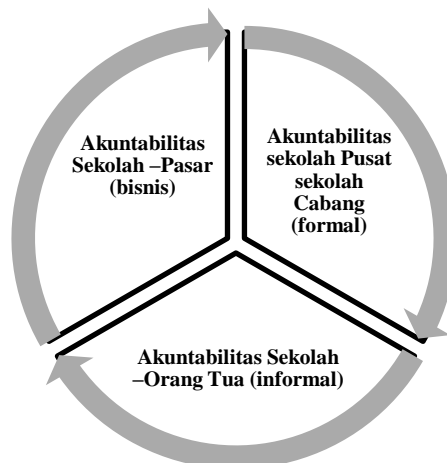 Akuntabilitas
Sekolah –Pasar
(bisnis)
Akuntabilitas
sekolah Pusat
sekolah
Cabang
(formal)
Akuntabilitas Sekolah
–Orang Tua (informal)